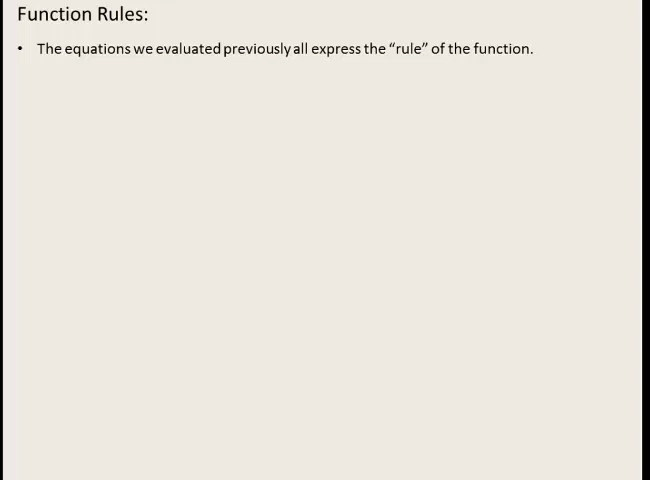 Function Rules:
• The equations we evaluated previously all express the “rule” of the function.